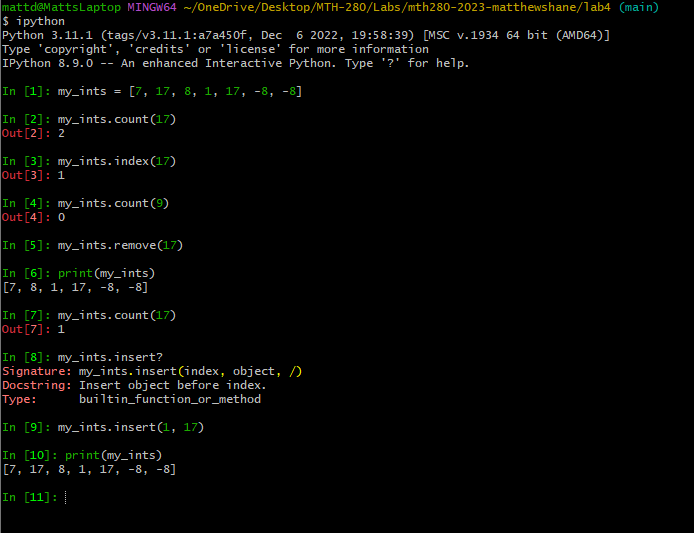 mattd@MattsLaptop MINGW64 ~/OneDrive/Desktop/MTH-280/Labs/mth280-2023-matthewshane/lab4 (main)
$ ipython
Python 3.11.1 (tags/v3.11.1:a7a450f, Dec  6 2022, 19:58:39) [MSC v.1934 64 bit (AMD64)]
Type 'copyright', 'credits' or 'license' for more information
IPython 8.9.0 -- An enhanced Interactive Python. Type '?' for help.
In [1]: my_ints = [7, 17, 8, 1, 17, -8, -8]
In [2]: my_ints.count(17)
Out[2]: 2
In [3]: my_ints.index(17)
Out[3]: 1
In [4]: my_ints.count(9)
Out[4]: 0
In [5]: my_ints.remove(17)
In [6]: print(my_ints)
[7, 8, 1, 17, -8, -8]
In [7]: my_ints.count(17)
Out[7]: 1
In [8]: my_ints.insert?
Signature: my_ints.insert(index, object, /)
Docstring: Insert object before index.
Type:      builtin_function_or_method
In [9]: my_ints.insert(1, 17)
In [10]: print(my_ints)
[7, 17, 8, 1, 17, -8, -8]
In [11]: